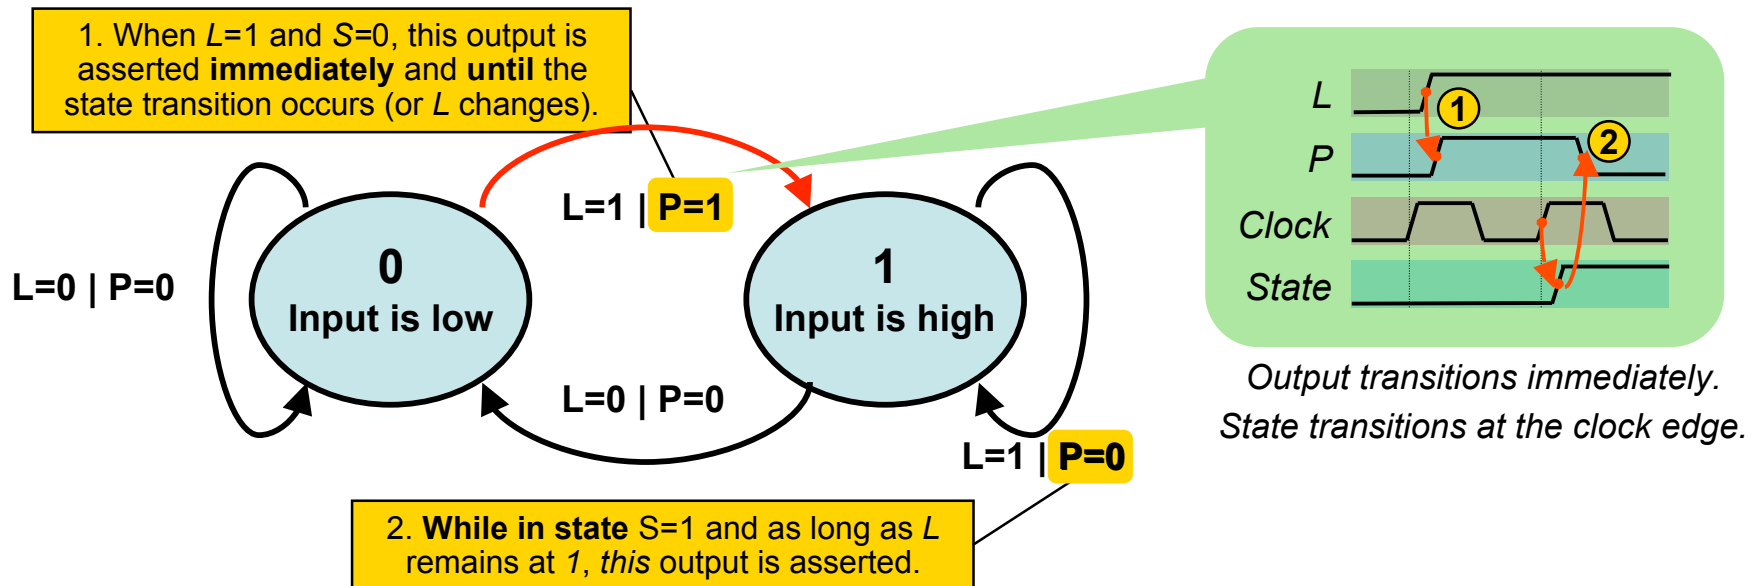 1. When L=1 and S=0, this output is
asserted immediately and until the
state transition occurs (or L changes).
L=1 | P=1
L=0 | P=0
0
Input is low
1
Input is high
L=0 | P=0
L=1 | P=0
2. While in state S=1 and as long as L
remains at 1, this output is asserted.
L
1
P
2
Clock
State
Output transitions immediately.
State transitions at the clock edge.